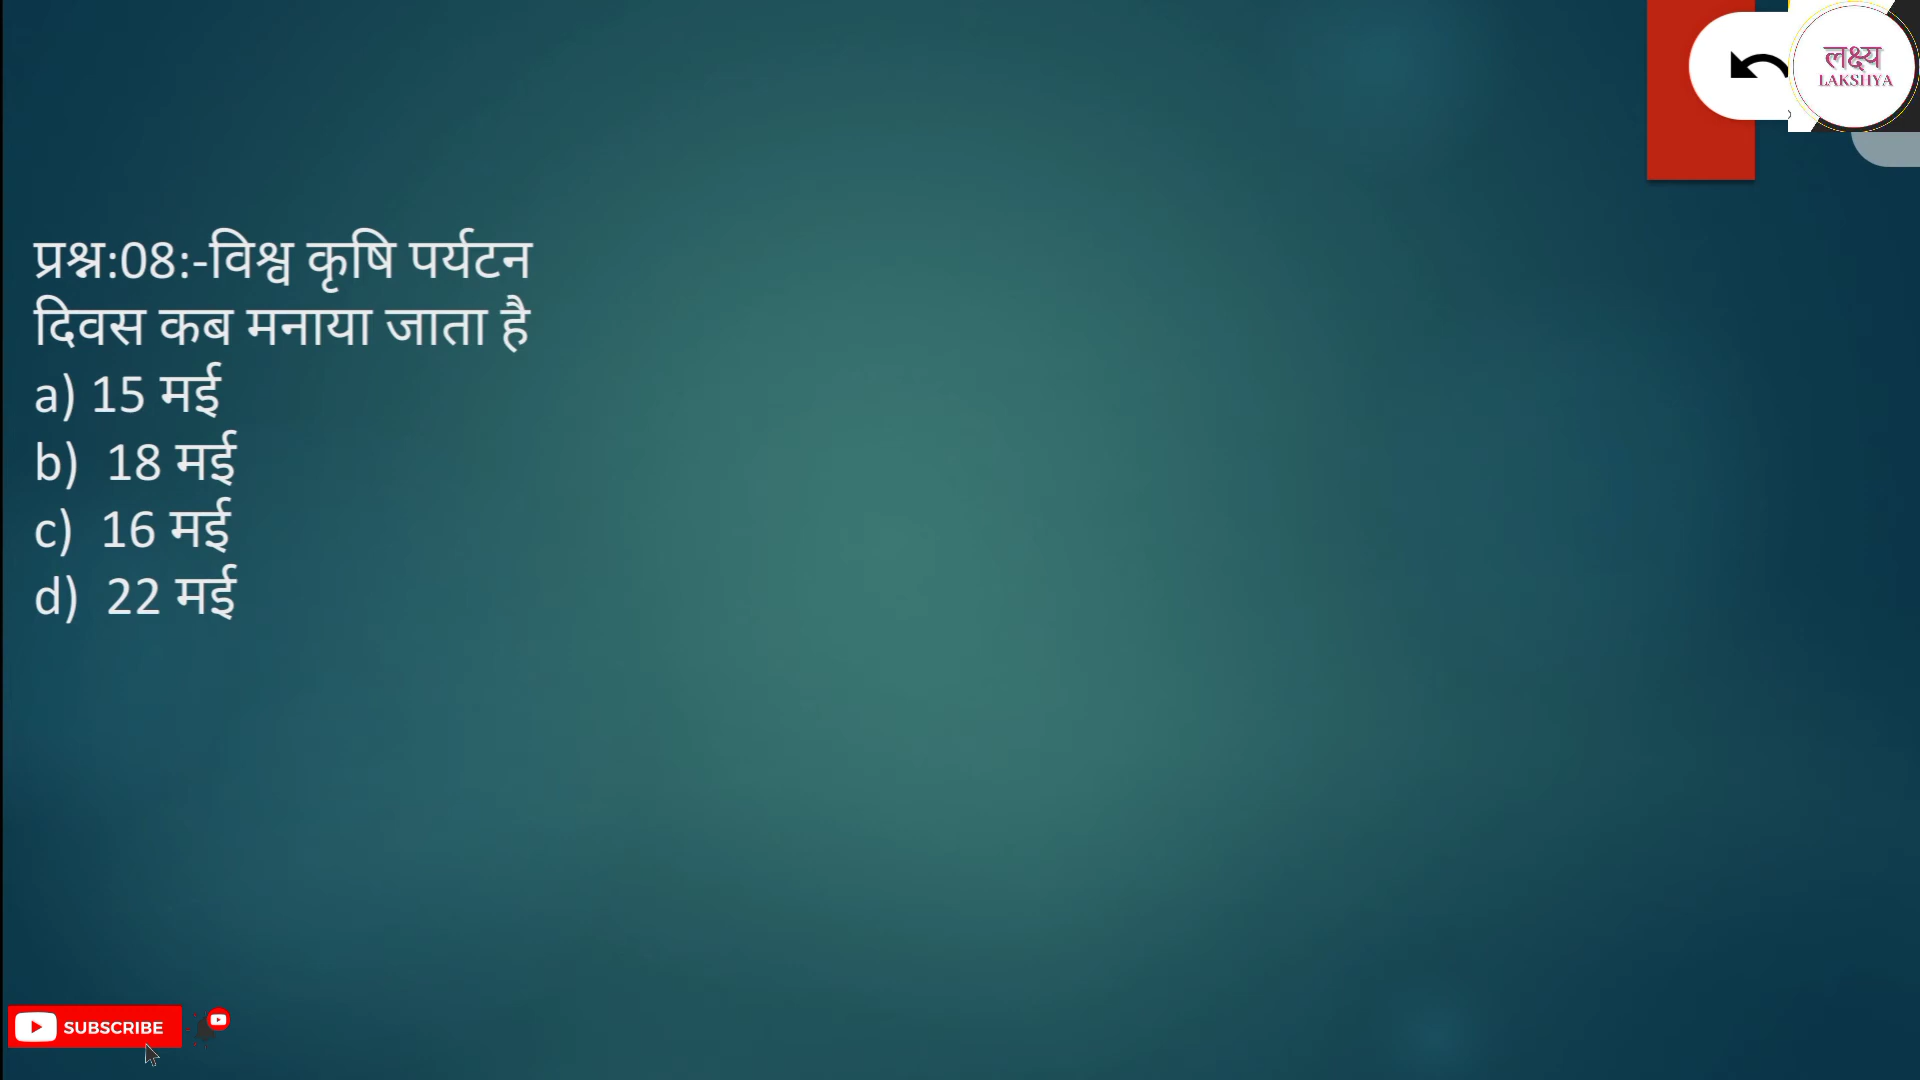 लक्ष्य
LAKSHYA
प्रश्न:08:-विश्व कृषि पर्यटन
दिवस कब मनाया जाता है
a) 15 मई
b) 18 मई
c) 16 मई
d) 22 मई
SUBSCRIBE